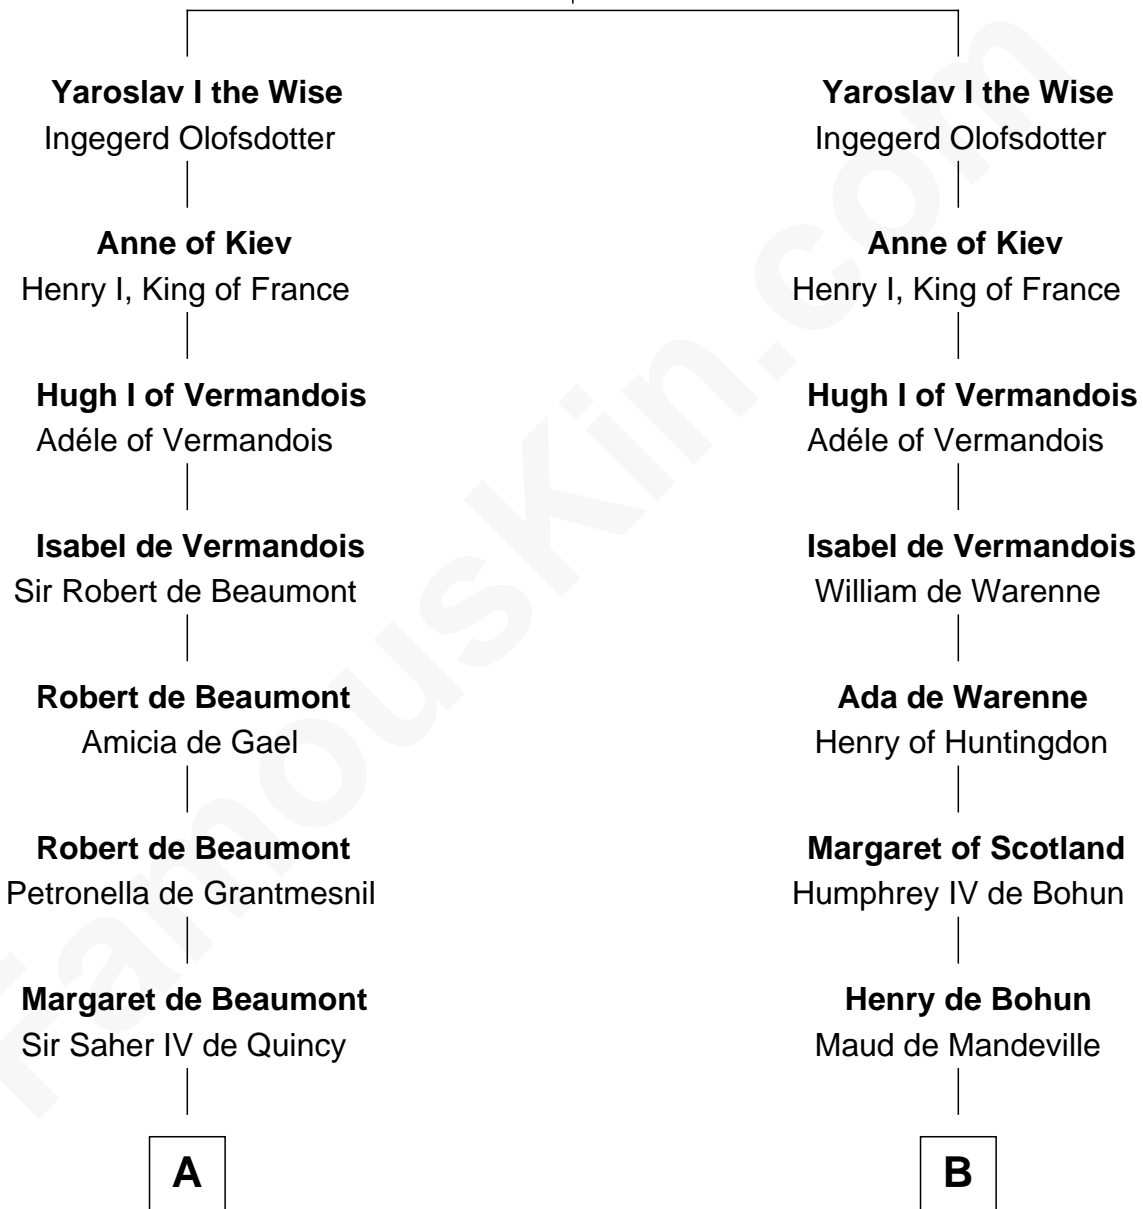 Yaroslav I the Wise
Ingegerd Olofsdotter
Anne of Kiev
Henry I, King of France
Hugh I of Vermandois
Adéle of Vermandois
Isabel de Vermandois
Sir Robert de Beaumont
Robert de Beaumont
Amicia de Gael
Robert de Beaumont
Petronella de Grantmesnil
Margaret de Beaumont
Sir Saher IV de Quincy
A
Yaroslav I the Wise
Ingegerd Olofsdotter
Anne of Kiev
Henry I, King of France
Hugh I of Vermandois
Adéle of Vermandois
Isabel de Vermandois
William de Warenne
Ada de Warenne
Henry of Huntingdon
Margaret of Scotland
Humphrey IV de Bohun
Henry de Bohun
Maud de Mandeville
B
FamousKin.com